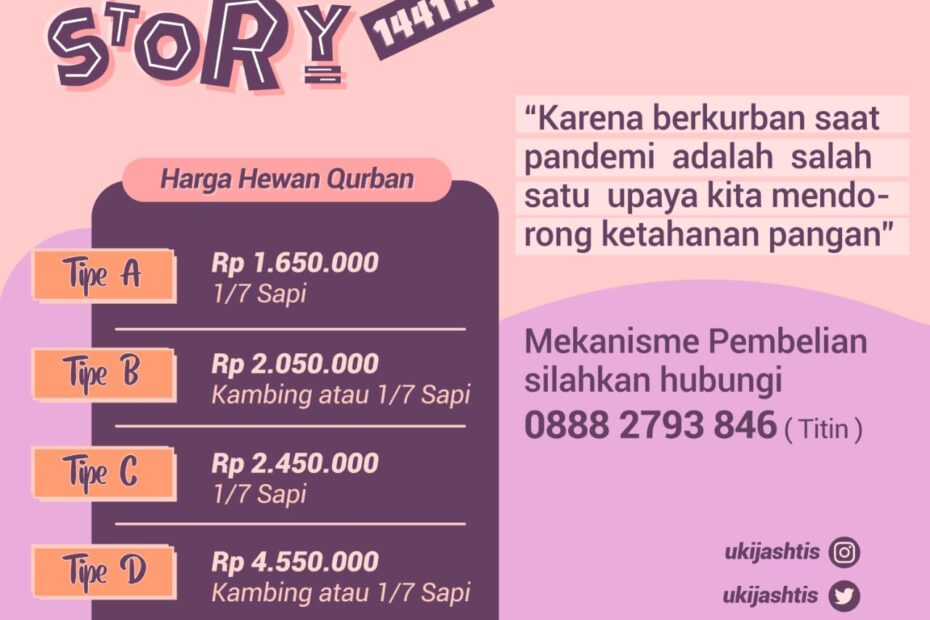 STORY
1441 H
Harga Hewan Qurban
Tipe A
Rp 1.650.000
1/7 Sapi
Tipe B
Rp 2.050.000
Kambing atau 1/7 Sapi
Tipe C
Rp 2.450.000
1/7 Sapi
Tipe D
Rp 4.550.000
Kambing atau 1/7 Sapi
“Karena berkurban saat
pandemi adalah salah
satu upaya kita mendo-
rong ketahanan pangan”
Mekanisme Pembelian
silahkan hubungi
0888 2793 846 ( Titin )
ukijashtis
ukijashtis